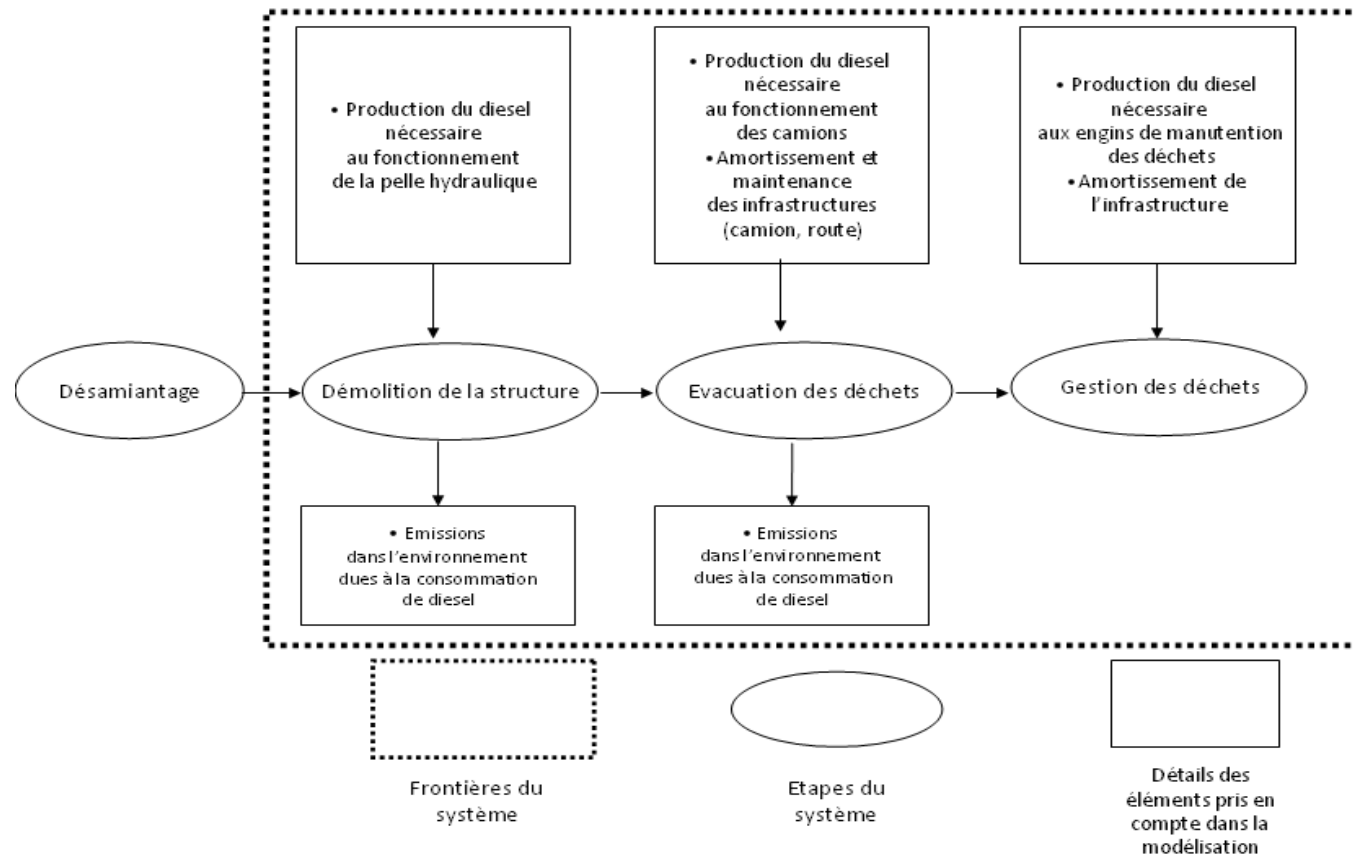 • Production du diesel
nécessaire
au fonctionnement
de la pelle hydraulique
• Production du diesel
nécessaire
au fonctionnement
des camions
• Amortissement et
maintenance
des infrastructures
(camion, route)
• Production du diesel
nécessaire
aux engins de manutention
des déchets
• Amortissement de
l'infrastructure
Désamiantage
Démolition de la structure
Evacuation des déchets
Gestion des déchets
• Emissions
dans l'environnement
dues à la consommation
de diesel
• Emissions
dans l'environnement
dues à la consommation
de diesel
Frontières du
système
Etapes du
système
Détails des
éléments pris en
compte dans la
modélisation